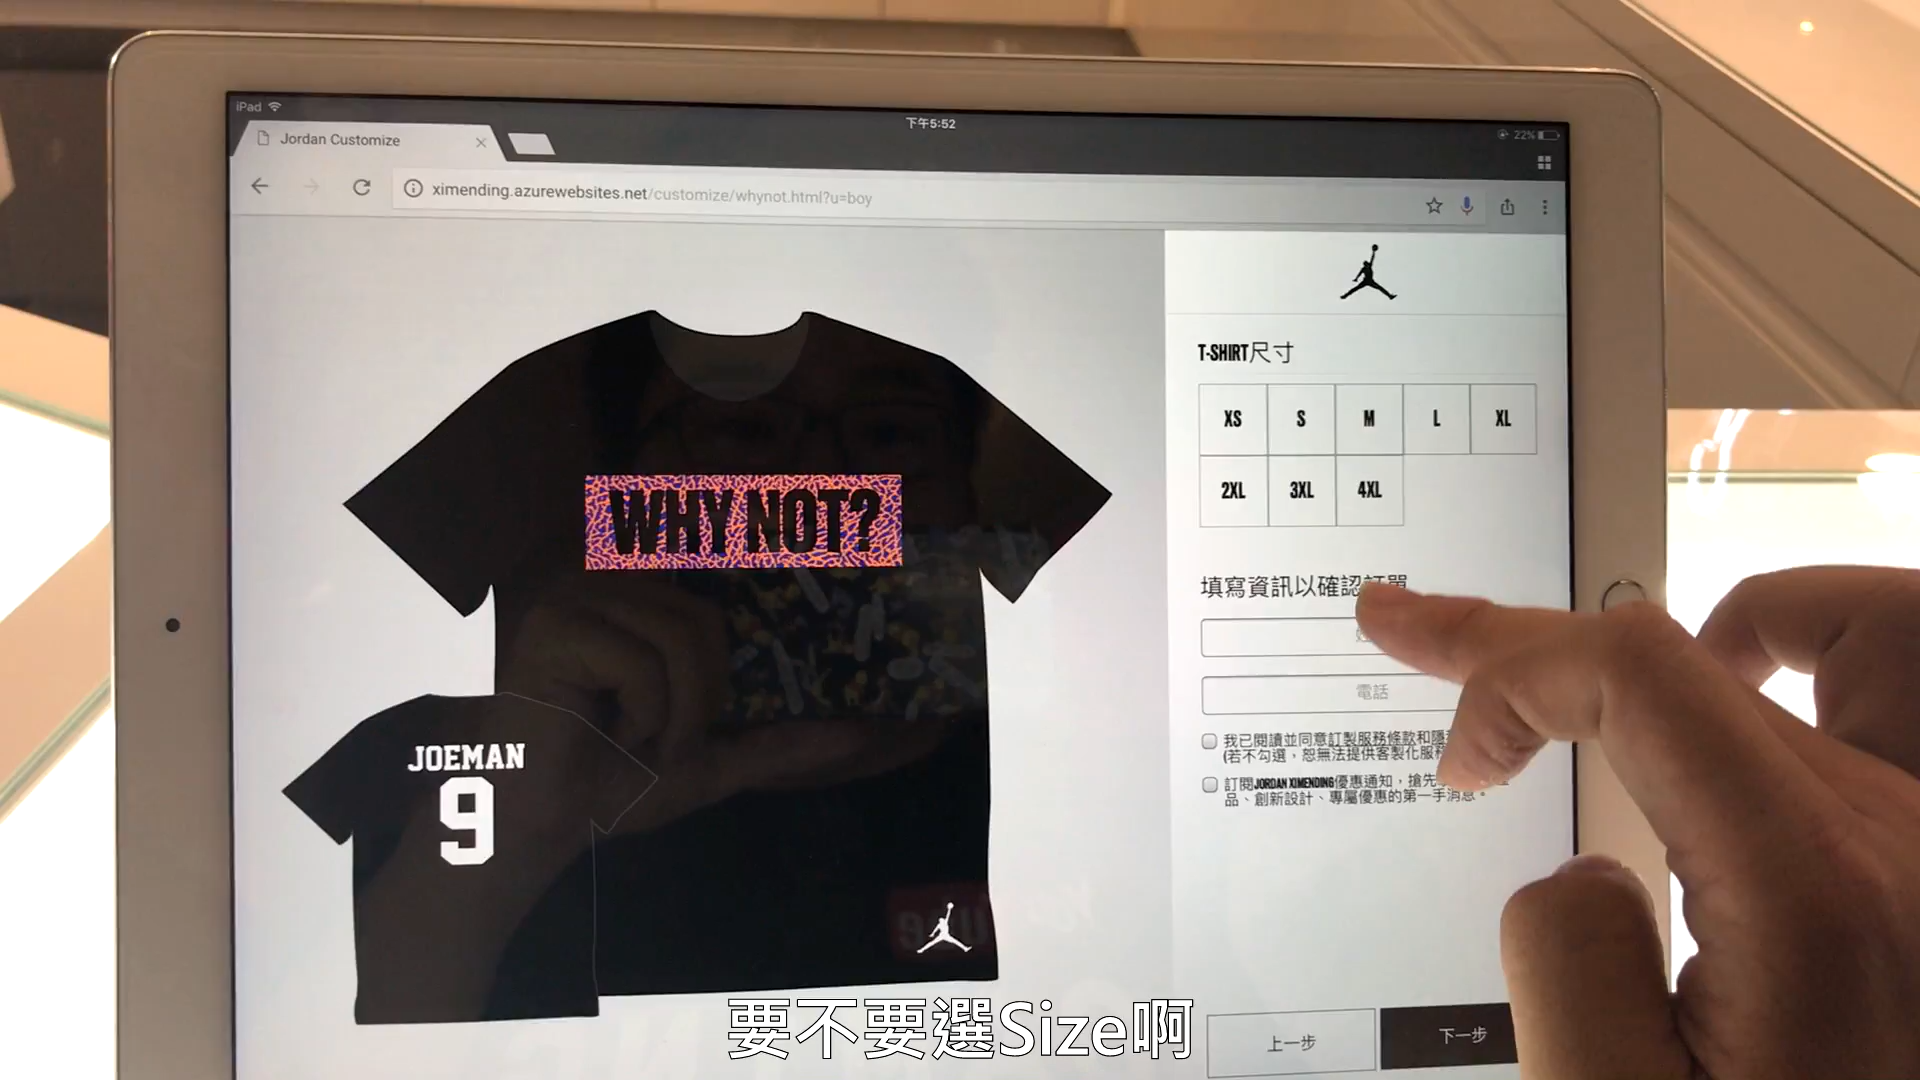 iPad
下午5:52
22%
Jordan Customize
ximending.azurewebsites.net/customize/whynot.html?u=boy
T-SHIRT尺寸
XS S M L XL
2XL 3XL 4XL
WHY NOT?
填寫資訊以確認訂單
電話
我已閱讀並同意訂製服務條款和隱
(若不勾選，恕無法提供客製化服務
訂閱JORDAN XIMENDING優惠通知，搶先
品、創新設計、專屬優惠的第一手消息。
JOEMAN
9
上一步 下一步
要不要選Size啊